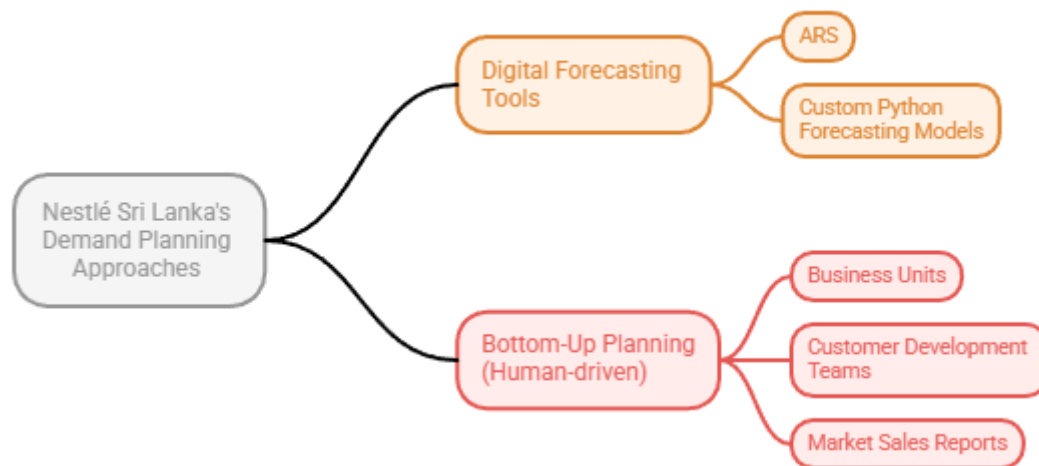 Nestlé Sri Lanka's
Demand Planning
Approaches
Digital Forecasting
Tools
ARS
Custom Python
Forecasting Models
Bottom-Up Planning
(Human-driven)
Business Units
Customer Development
Teams
Market Sales Reports